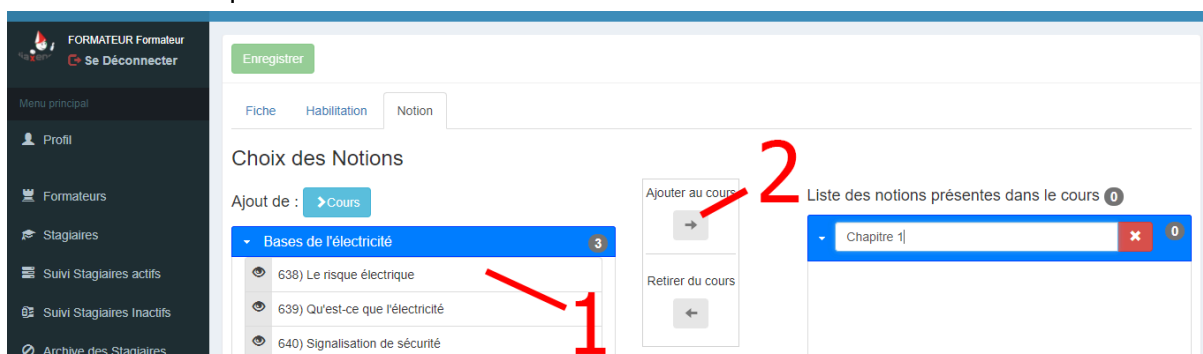 FORMATEUR Formateur
Se Déconnecter
Menu principal
Profil
Formateurs
Stagiaires
Suivi Stagiaires actifs
Suivi Stagiaires Inactifs
Archive des Stagiaires
Enregistrer
Fiche Habilitation Notion
Choix des Notions
Ajout de : Cours
Bases de l'électricité 3
638) Le risque électrique
639) Qu'est-ce que l'électricité
640) Signalisation de sécurité
1
Ajouter au cours
2
Retirer du cours
Liste des notions présentes dans le cours 0
Chapitre 1 0